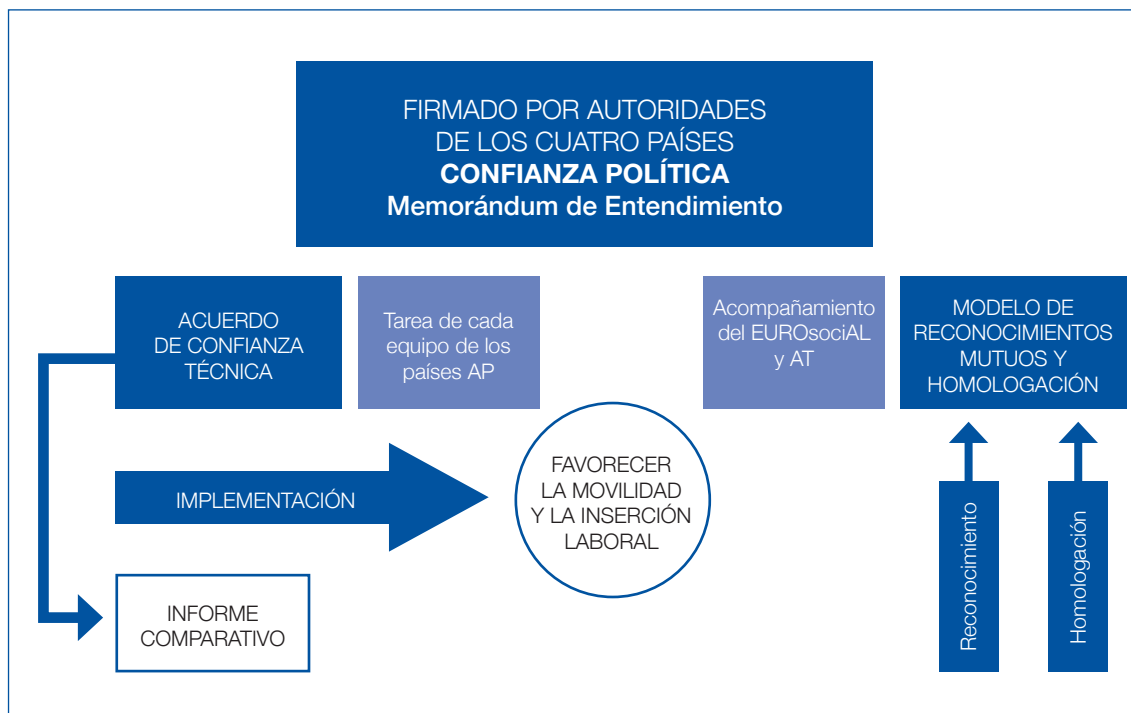 FIRMADO POR AUTORIDADES
DE LOS CUATRO PAÍSES
CONFIANZA POLÍTICA
Memorándum de Entendimiento
ACUERDO
DE CONFIANZA
TÉCNICA
Tarea de cada
equipo de los
países AP
Acompañamiento
del EUROsociAL
y AT
MODELO DE
RECONOCIMIENTOS
MUTUOS Y
HOMOLOGACIÓN
IMPLEMENTACIÓN
FAVORECER
LA MOVILIDAD
Y LA INSERCIÓN
LABORAL
INFORME
COMPARATIVO
Reconocimiento
Homologación